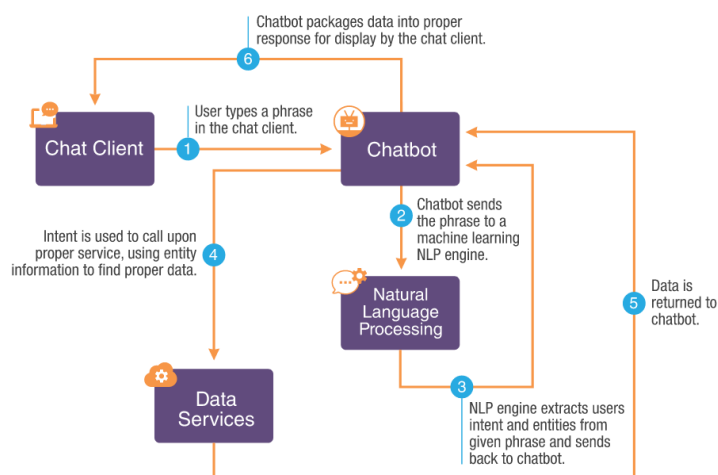 Chatbot packages data into proper
response for display by the chat client.
6
User types a phrase
in the chat client.
Chat Client
1
Chatbot
2
Chatbot sends
the phrase to a
machine learning
NLP engine.
Intent is used to call upon
proper service, using entity
information to find proper data.
4
Natural
Language
Processing
5
Data is
returned to
chatbot.
3
NLP engine extracts users
intent and entities from
given phrase and sends
back to chatbot.
Data
Services